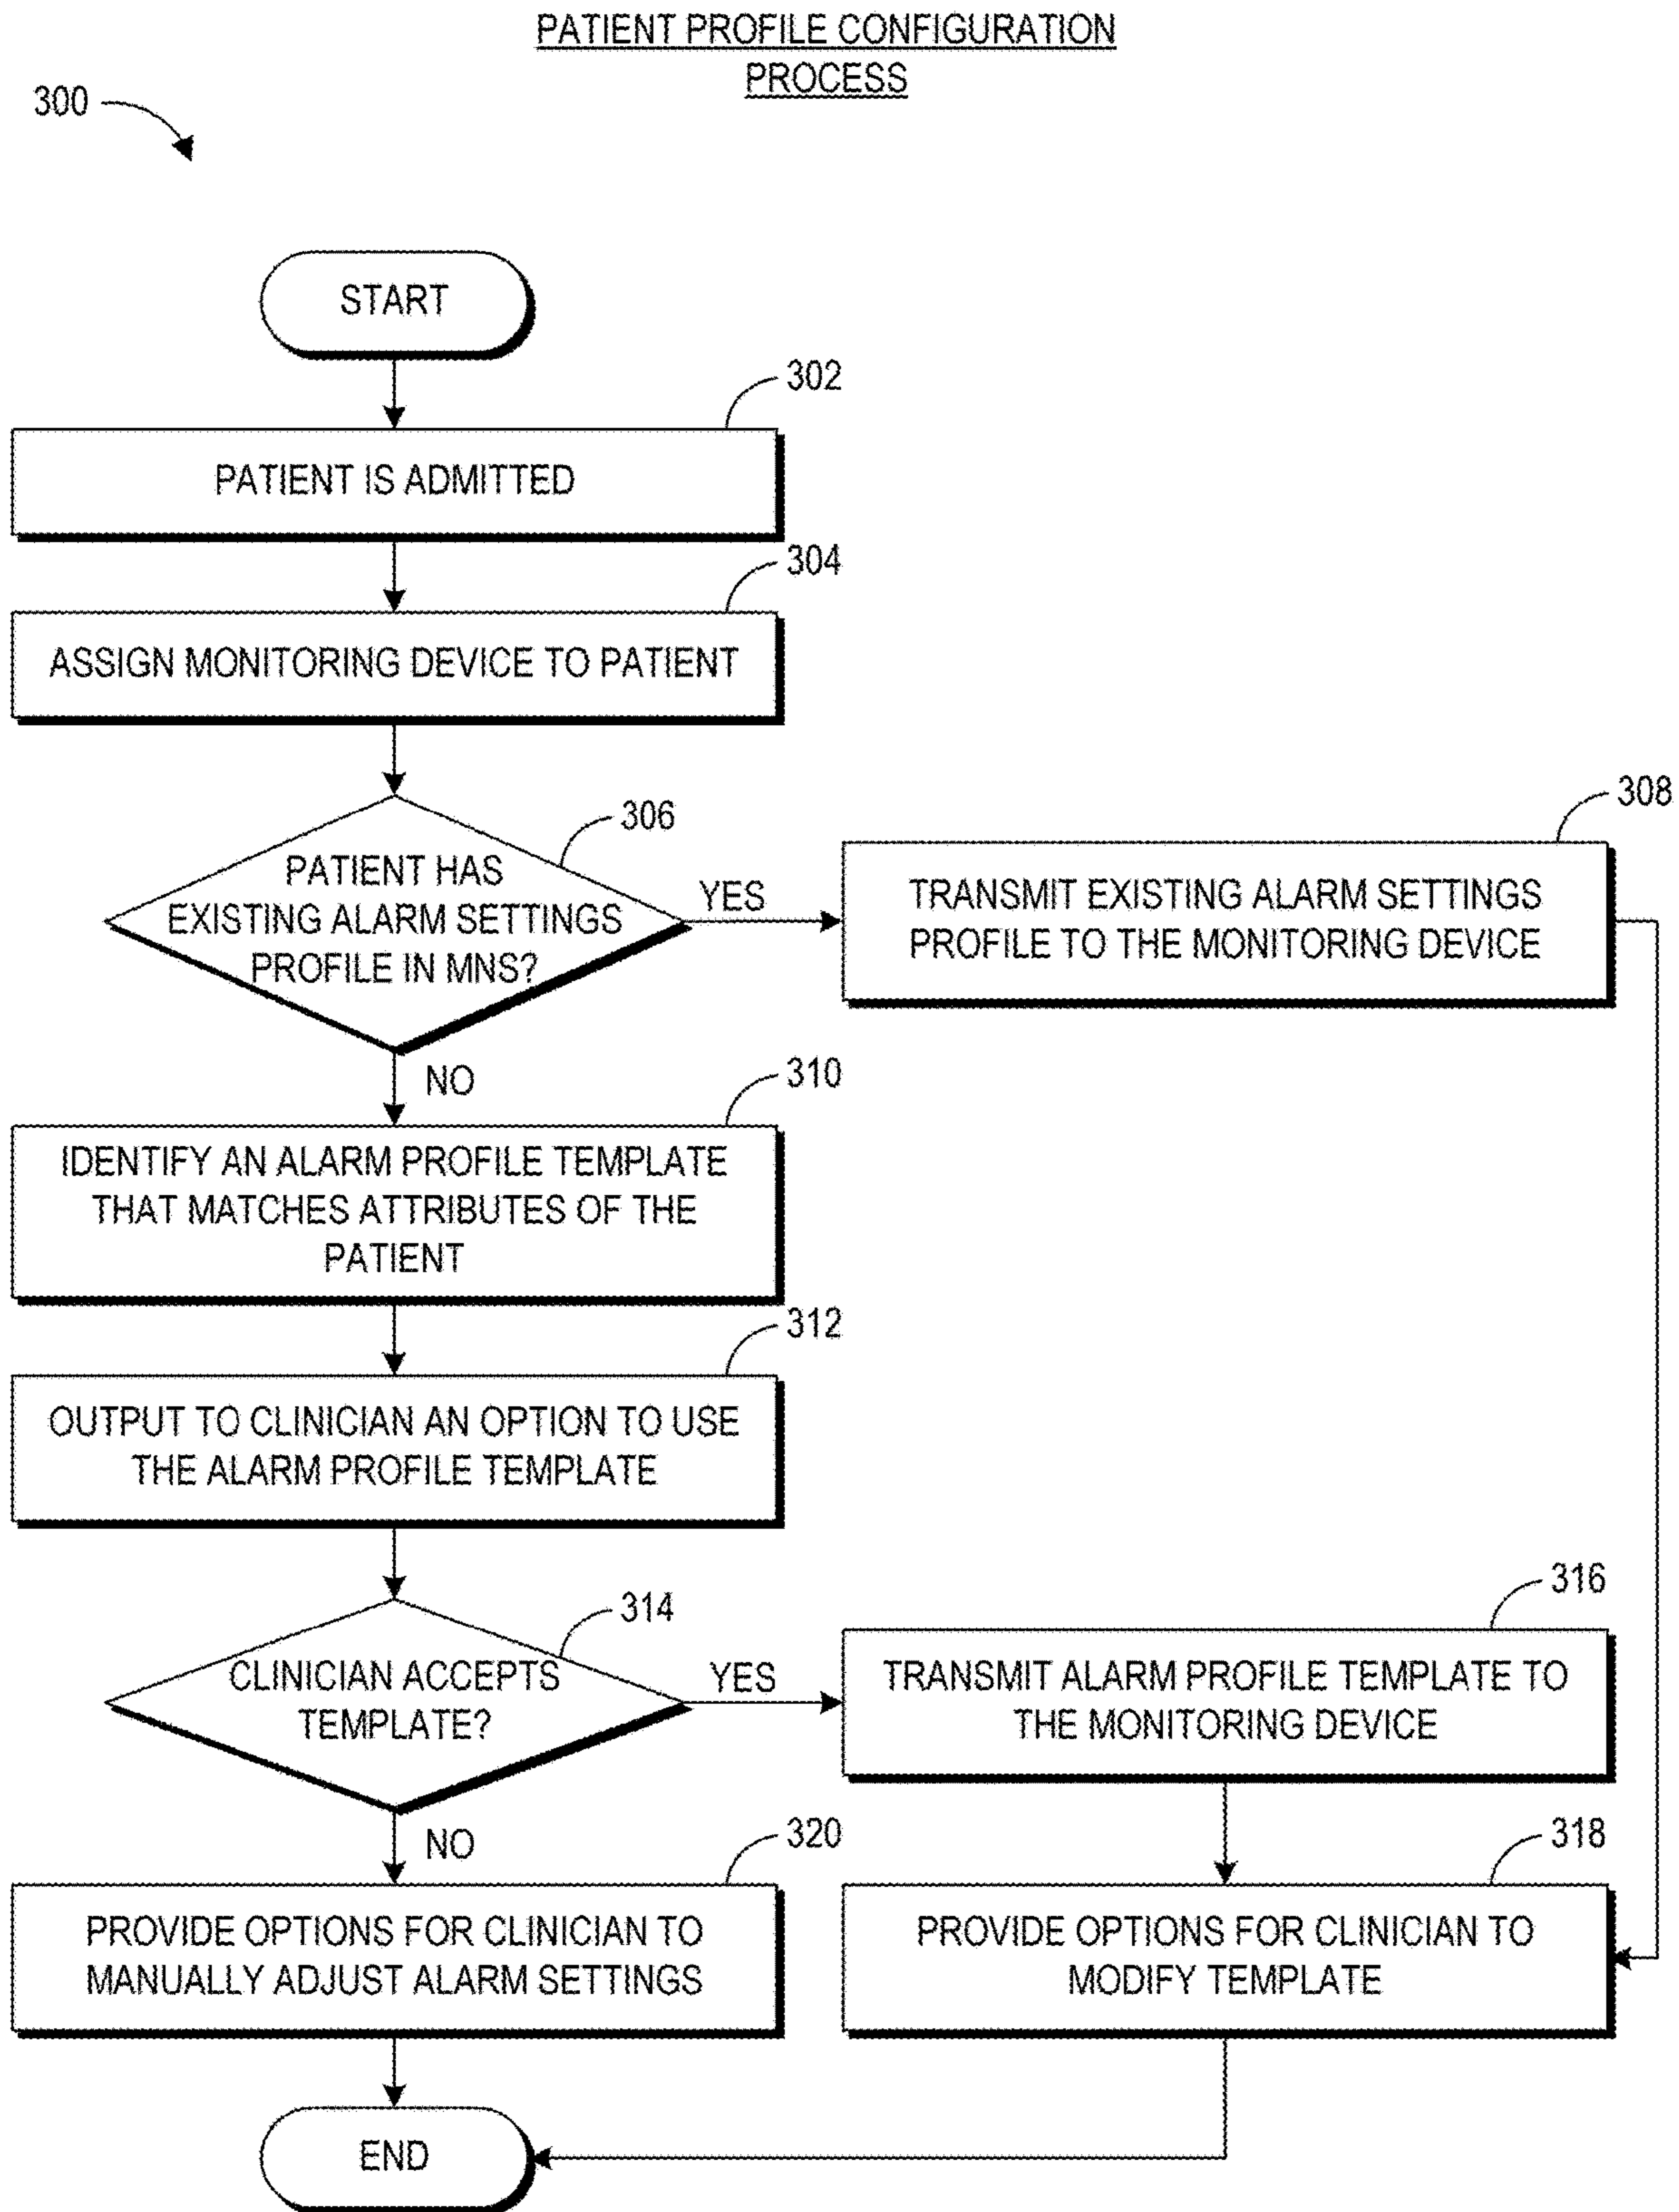 PATIENT PROFILE CONFIGURATION
PROCESS
300
START
302
PATIENT IS ADMITTED
304
ASSIGN MONITORING DEVICE TO PATIENT
306
PATIENT HAS
EXISTING ALARM SETTINGS
PROFILE IN MNS?
YES
308
TRANSMIT EXISTING ALARM SETTINGS
PROFILE TO THE MONITORING DEVICE
NO
310
IDENTIFY AN ALARM PROFILE TEMPLATE
THAT MATCHES ATTRIBUTES OF THE
PATIENT
312
OUTPUT TO CLINICIAN AN OPTION TO USE
THE ALARM PROFILE TEMPLATE
314
CLINICIAN ACCEPTS
TEMPLATE?
YES
316
TRANSMIT ALARM PROFILE TEMPLATE TO
THE MONITORING DEVICE
NO
320
PROVIDE OPTIONS FOR CLINICIAN TO
MANUALLY ADJUST ALARM SETTINGS
318
PROVIDE OPTIONS FOR CLINICIAN TO
MODIFY TEMPLATE
END